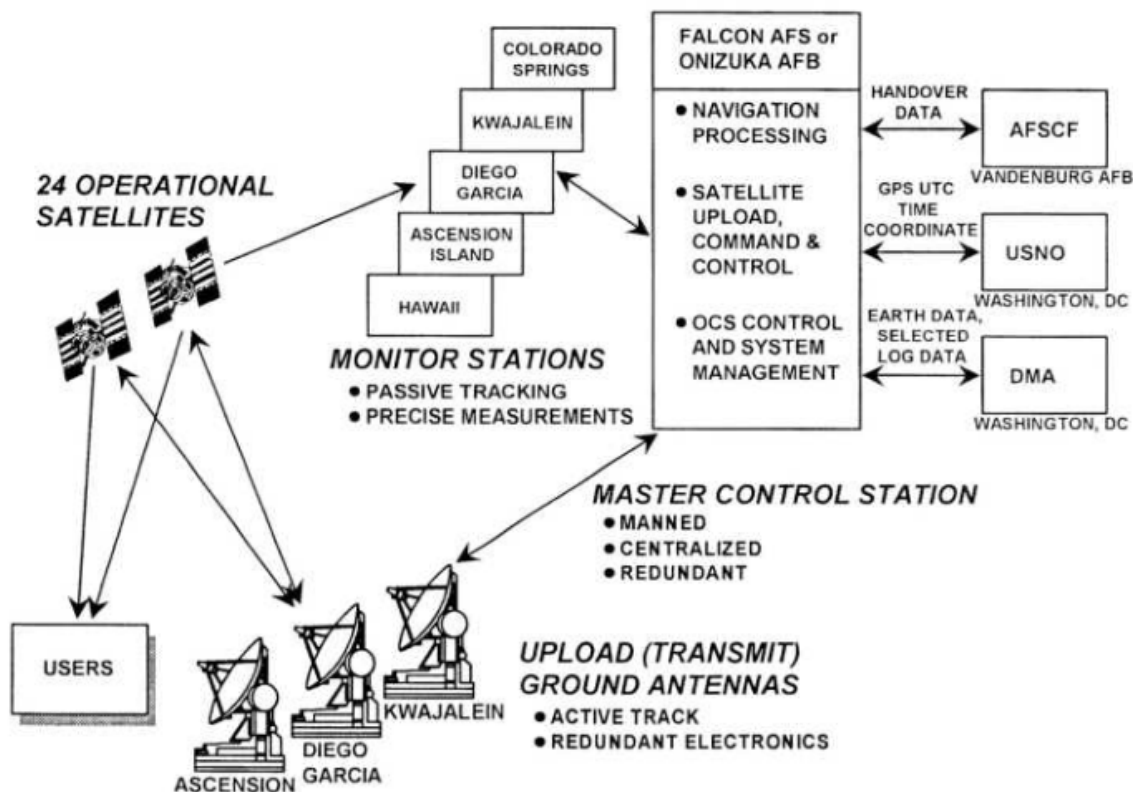 COLORADO
SPRINGS
KWAJALEIN
DIEGO
GARCIA
ASCENSION
ISLAND
HAWAII
MONITOR STATIONS
● PASSIVE TRACKING
● PRECISE MEASUREMENTS
24 OPERATIONAL
SATELLITES
USERS
FALCON AFS or
ONIZUKA AFB
● NAVIGATION
PROCESSING
● SATELLITE
UPLOAD,
COMMAND &
CONTROL
● OCS CONTROL
AND SYSTEM
MANAGEMENT
HANDOVER
DATA
AFSCF
VANDENBURG AFB
GPS UTC
TIME
COORDINATE
USNO
WASHINGTON, DC
EARTH DATA,
SELECTED
LOG DATA
DMA
WASHINGTON, DC
MASTER CONTROL STATION
● MANNED
● CENTRALIZED
● REDUNDANT
KWAJALEIN
DIEGO
GARCIA
ASCENSION
UPLOAD (TRANSMIT)
GROUND ANTENNAS
● ACTIVE TRACK
● REDUNDANT ELECTRONICS